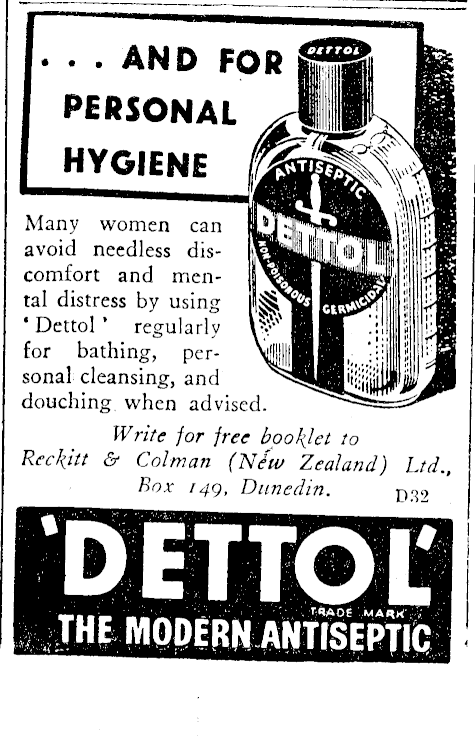 . . . AND FOR
PERSONAL
HYGIENE
DETTOL
ANTISEPTIC
DETTOL
NON-POISONOUS GERMICIDAL
Many women can
avoid needless dis-
comfort and men-
tal distress by using
‘Dettol’ regularly
for bathing, per-
sonal cleansing, and
douching when advised.
Write for free booklet to
Reckitt & Colman (New Zealand) Ltd.,
Box 149, Dunedin.
D32
‘DETTOL’
TRADE MARK
THE MODERN ANTISEPTIC